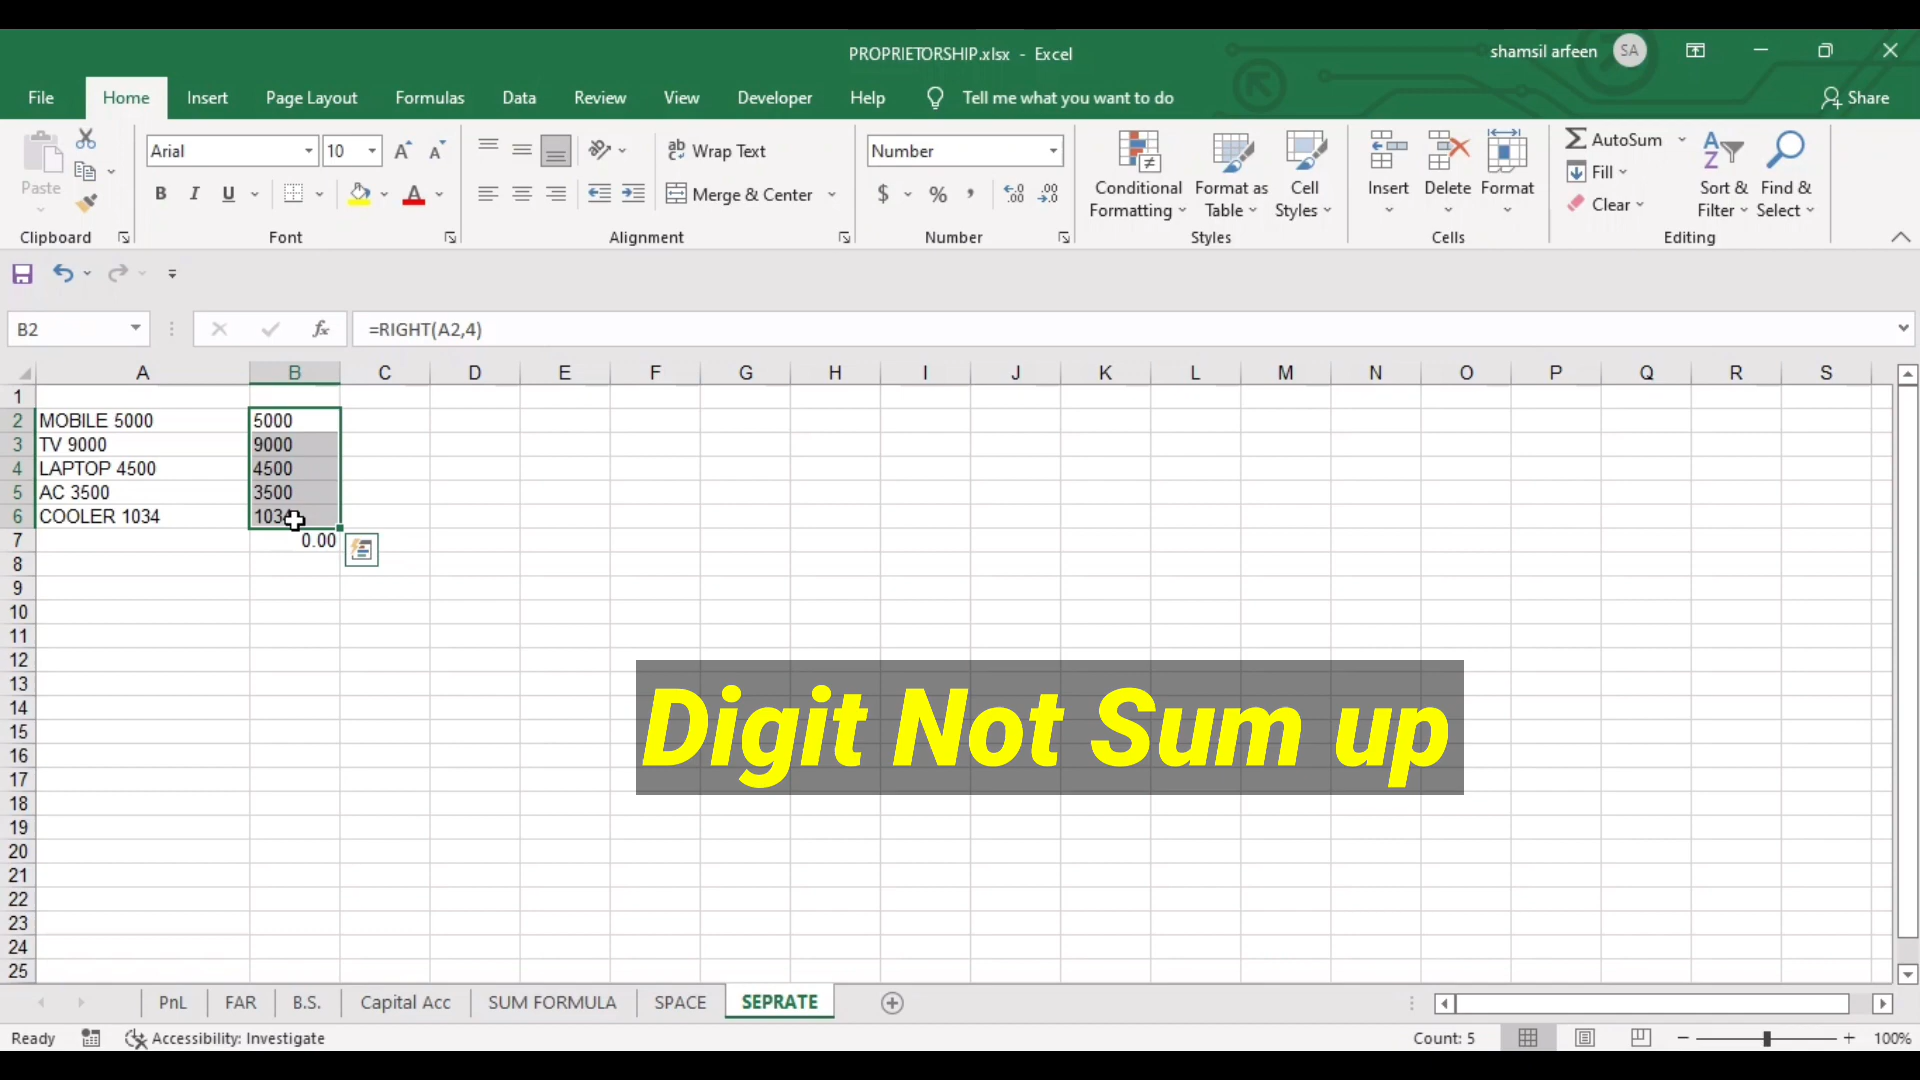 PROPRIETORSHIP.xlsx - Excel
shamsil arfeen
SA
File
Home
Insert
Page Layout
Formulas
Data
Review
View
Developer
Help
Tell me what you want to do
Share
Paste
Clipboard
Arial
10
B
I
U
Font
Wrap Text
Merge & Center
Alignment
Number
$
%
Number
Conditional Formatting
Format as Table
Cell Styles
Styles
Insert
Delete
Format
Cells
AutoSum
Fill
Clear
Sort & Filter
Find & Select
Editing
B2
fx
=RIGHT(A2,4)
A B C D E F G H I J K L M N O P Q R S
1
2 MOBILE 5000 5000
3 TV 9000 9000
4 LAPTOP 4500 4500
5 AC 3500 3500
6 COOLER 1034 1034
7 0.00
8
9
10
11
12
13
14
15
16
17
18
19
20
21
22
23
24
25
Digit Not Sum up
PnL
FAR
B.S.
Capital Acc
SUM FORMULA
SPACE
SEPRATE
Ready
Accessibility: Investigate
Count: 5
100%